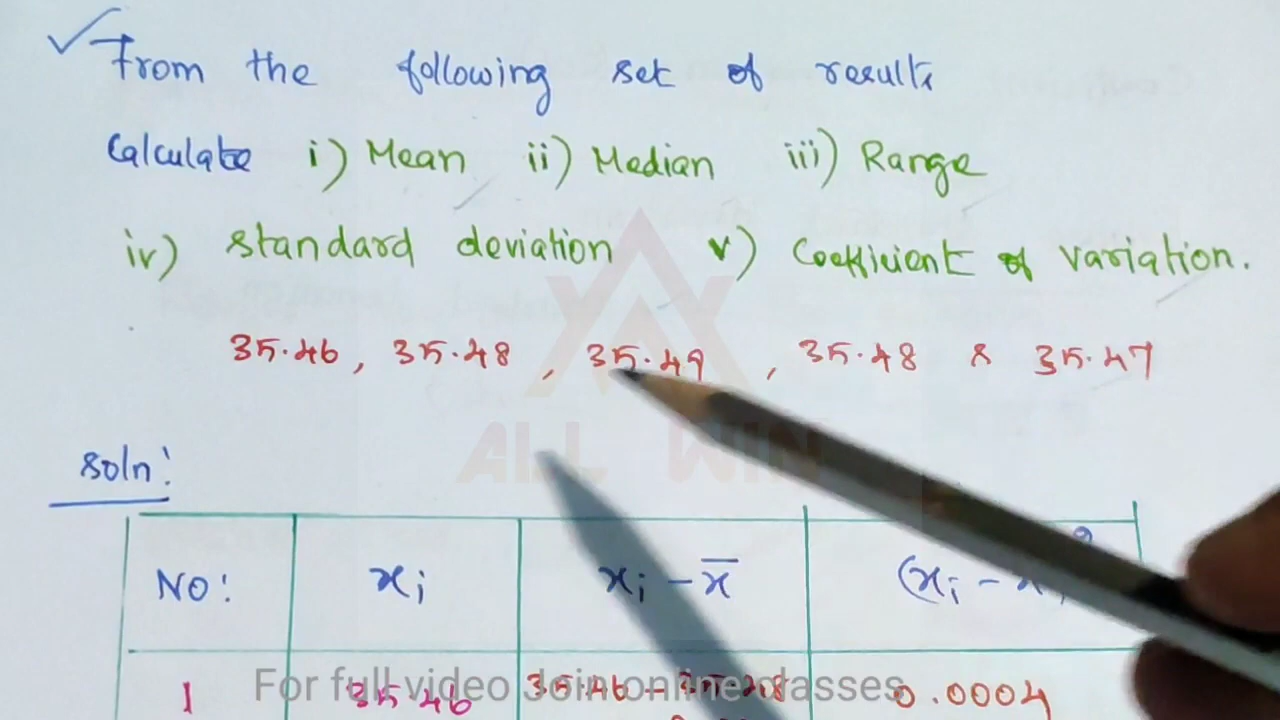 From the following set of results
Calculate i) Mean ii) Median iii) Range
iv) standard deviation v) Coefficient of variation.
35.46, 35.48, 35.49, 35.48 & 35.47
ALL WIN
Soln:
NO: xi xi - x̄
1 35.46 0.0004
For full video Join online classes